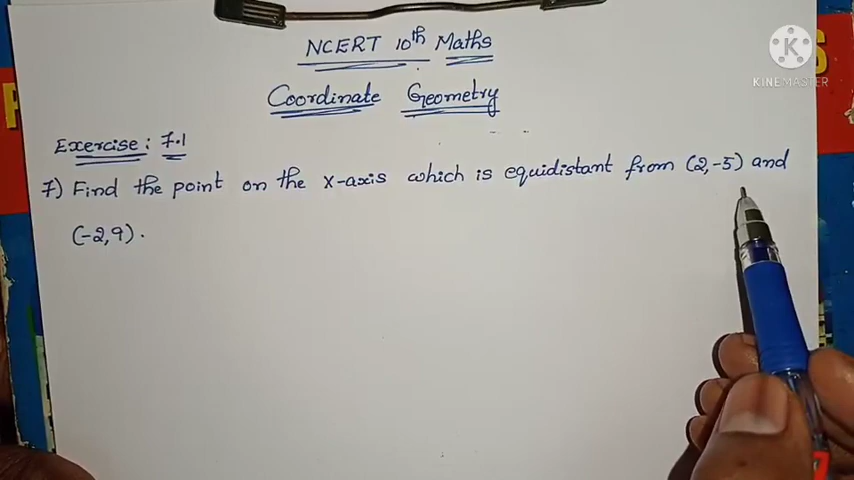 NCERT 10th Maths
Coordinate Geometry
Exercise: 7.1
7) Find the point on the x-axis which is equidistant from (2,-5) and
(-2,9).
KINEMASTER